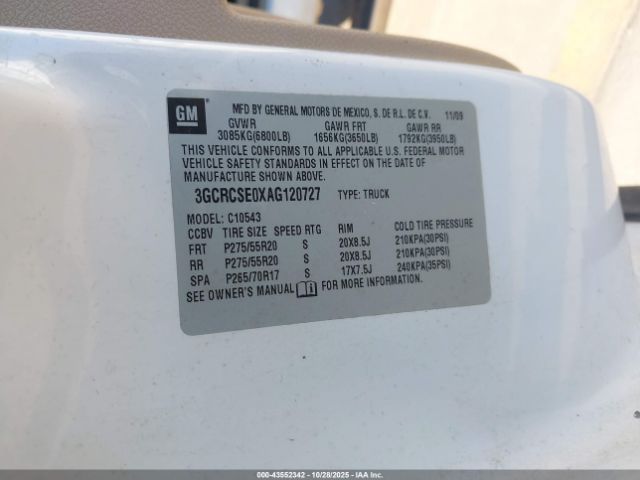 GM
MFD BY GENERAL MOTORS DE MEXICO, S. DE R.L. DE C.V. 11/09
GVWR GAWR FRT GAWR RR
3085KG(6800LB) 1656KG(3650LB) 1792KG(3950LB)
THIS VEHICLE CONFORMS TO ALL APPLICABLE U.S. FEDERAL MOTOR
VEHICLE SAFETY STANDARDS IN EFFECT ON THE DATE OF
MANUFACTURE SHOWN ABOVE.
3GCRCSE0XAG120727 TYPE: TRUCK
MODEL: C10543
CCBV TIRE SIZE SPEED RTG RIM COLD TIRE PRESSURE
FRT P275/55R20 S 20X8.5J 210KPA(30PSI)
RR P275/55R20 S 20X8.5J 210KPA(30PSI)
SPA P265/70R17 S 17X7.5J 240KPA(35PSI)
SEE OWNER'S MANUAL FOR MORE INFORMATION.
000-43552342 | 10/28/2025 | IAAI.COM